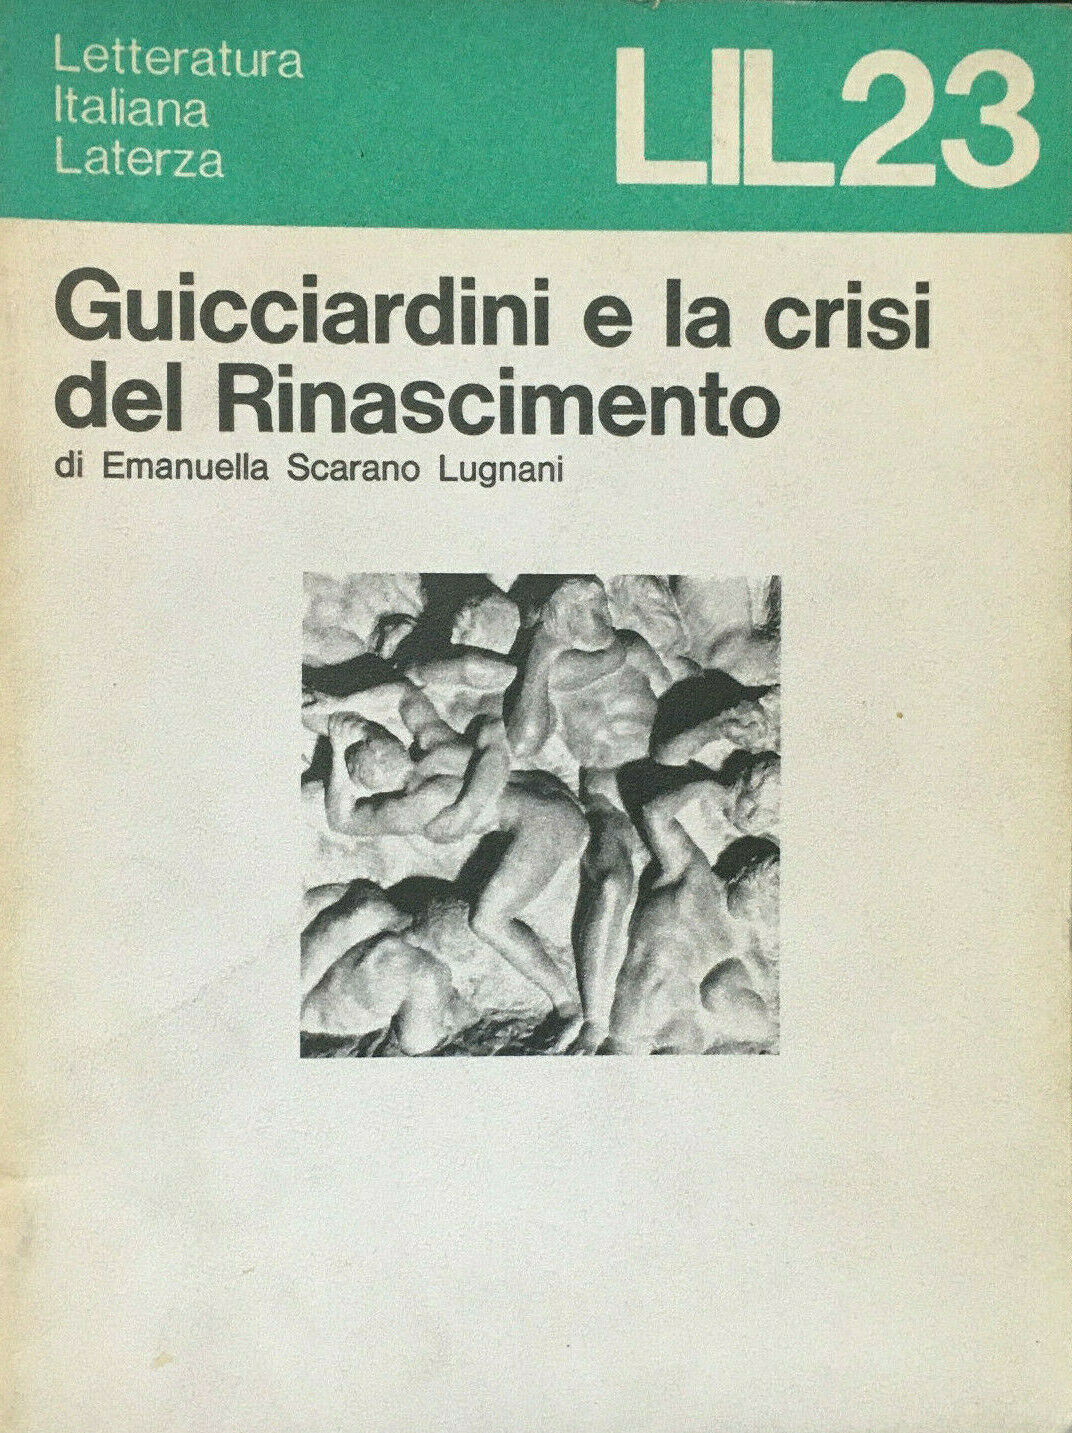 Letteratura
Italiana
Laterza
LIL23
Guicciardini e la crisi
del Rinascimento
di Emanuella Scarano Lugnani